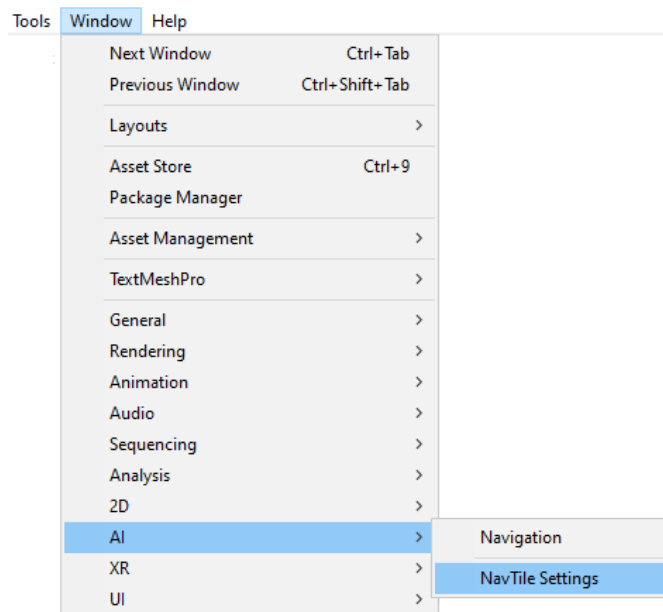 Tools Window Help
Next Window Ctrl+Tab
Previous Window Ctrl+Shift+Tab
Layouts
Asset Store Ctrl+9
Package Manager
Asset Management
TextMeshPro
General
Rendering
Animation
Audio
Sequencing
Analysis
2D
AI
Navigation
XR
NavTile Settings
UI